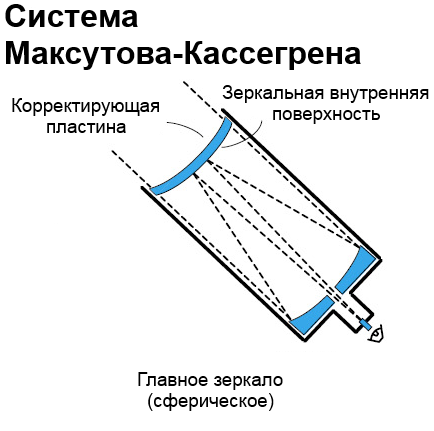 Система
Максутова-Кассегрена
Зеркальная внутренняя
поверхность
Корректирующая
пластина
Главное зеркало
(сферическое)